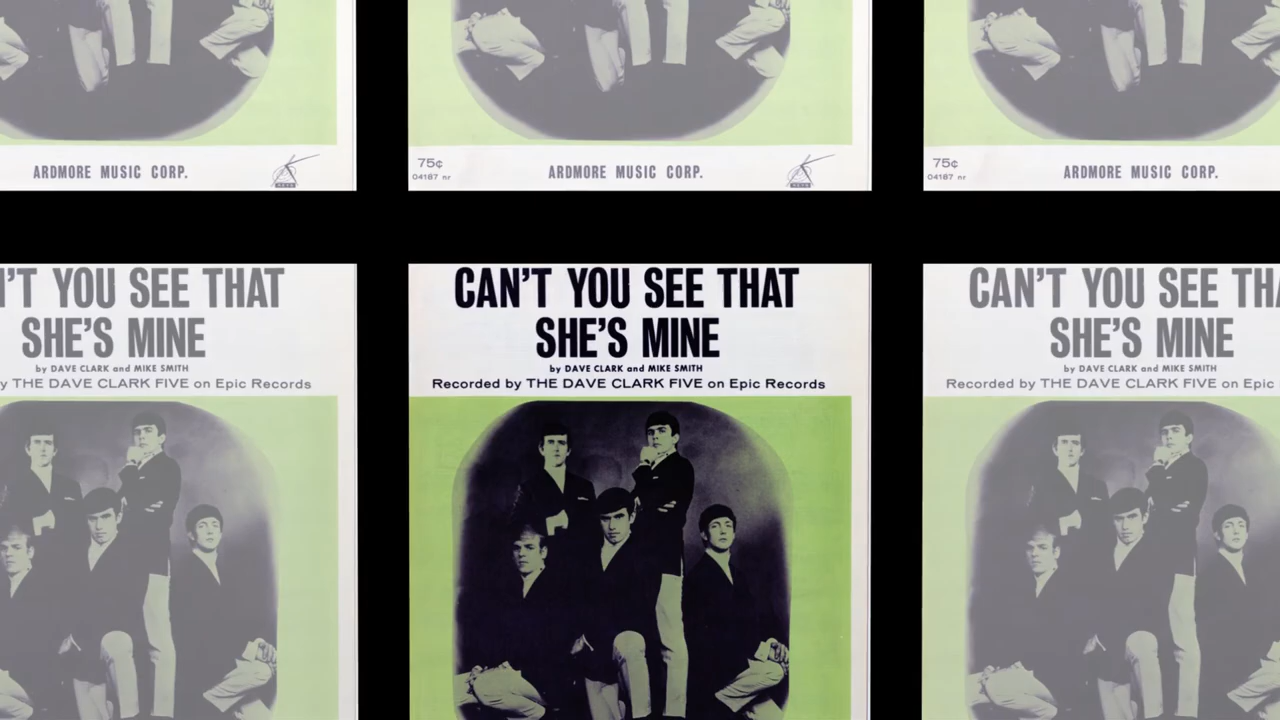 ARDMORE MUSIC CORP.
75¢
04187 nr
ARDMORE MUSIC CORP.
75¢
04187 nr
ARDMORE MUSIC CORP.
'T YOU SEE THAT
SHE'S MINE
by DAVE CLARK and MIKE SMITH
y THE DAVE CLARK FIVE on Epic Records
CAN'T YOU SEE THAT
SHE'S MINE
by DAVE CLARK and MIKE SMITH
Recorded by THE DAVE CLARK FIVE on Epic Records
CAN'T YOU SEE THA
SHE'S MINE
by DAVE CLARK and MIKE SMITH
Recorded by THE DAVE CLARK FIVE on Epic